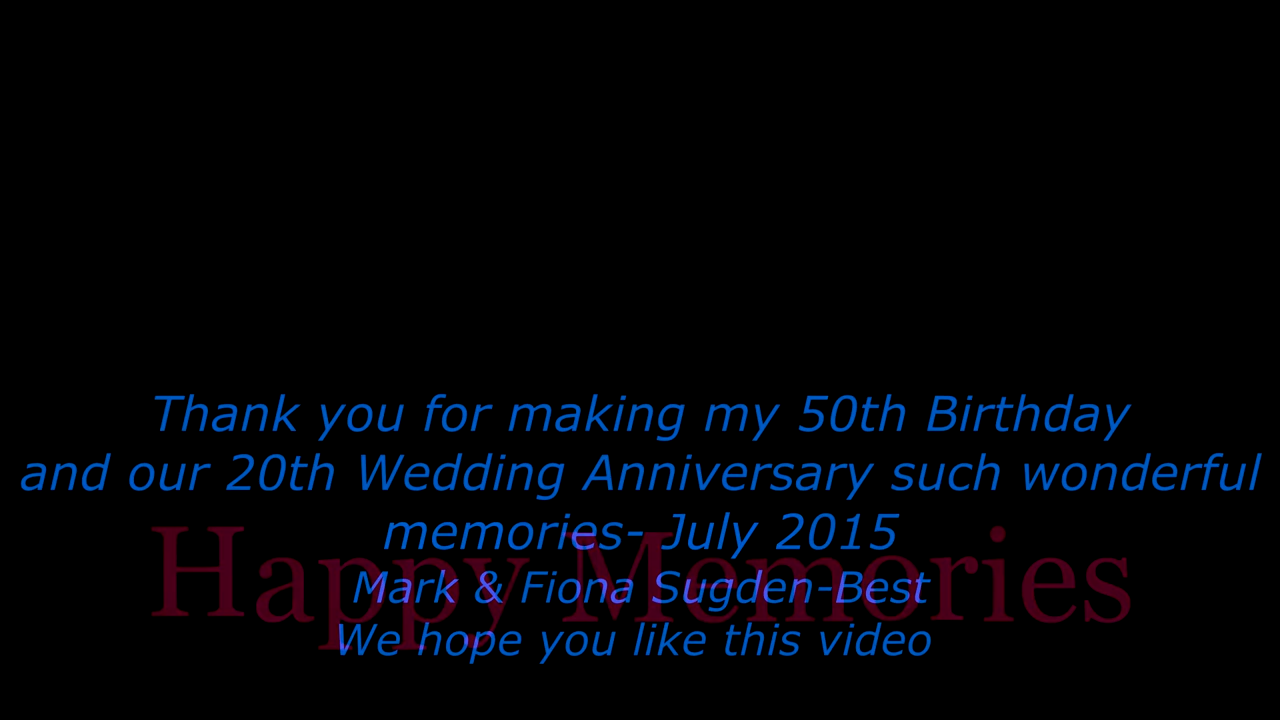 Thank you for making my 50th Birthday
and our 20th Wedding Anniversary such wonderful
memories- July 2015
Happy Memories
Mark & Fiona Sugden-Best
We hope you like this video